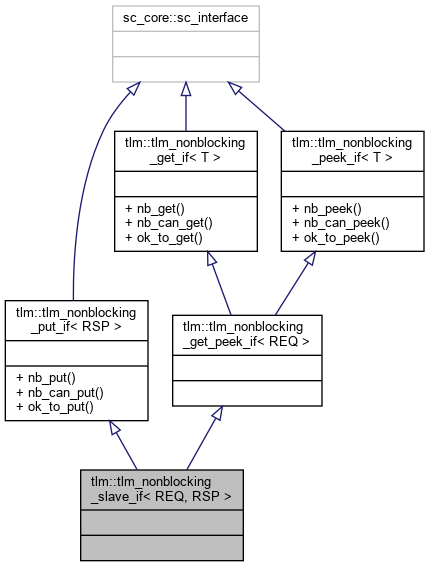 sc_core::sc_interface
tlm::tlm_nonblocking
_get_if< T >
+ nb_get()
+ nb_can_get()
+ ok_to_get()
tlm::tlm_nonblocking
_peek_if< T >
+ nb_peek()
+ nb_can_peek()
+ ok_to_peek()
tlm::tlm_nonblocking
_put_if< RSP >
+ nb_put()
+ nb_can_put()
+ ok_to_put()
tlm::tlm_nonblocking
_get_peek_if< REQ >
tlm::tlm_nonblocking
_slave_if< REQ, RSP >